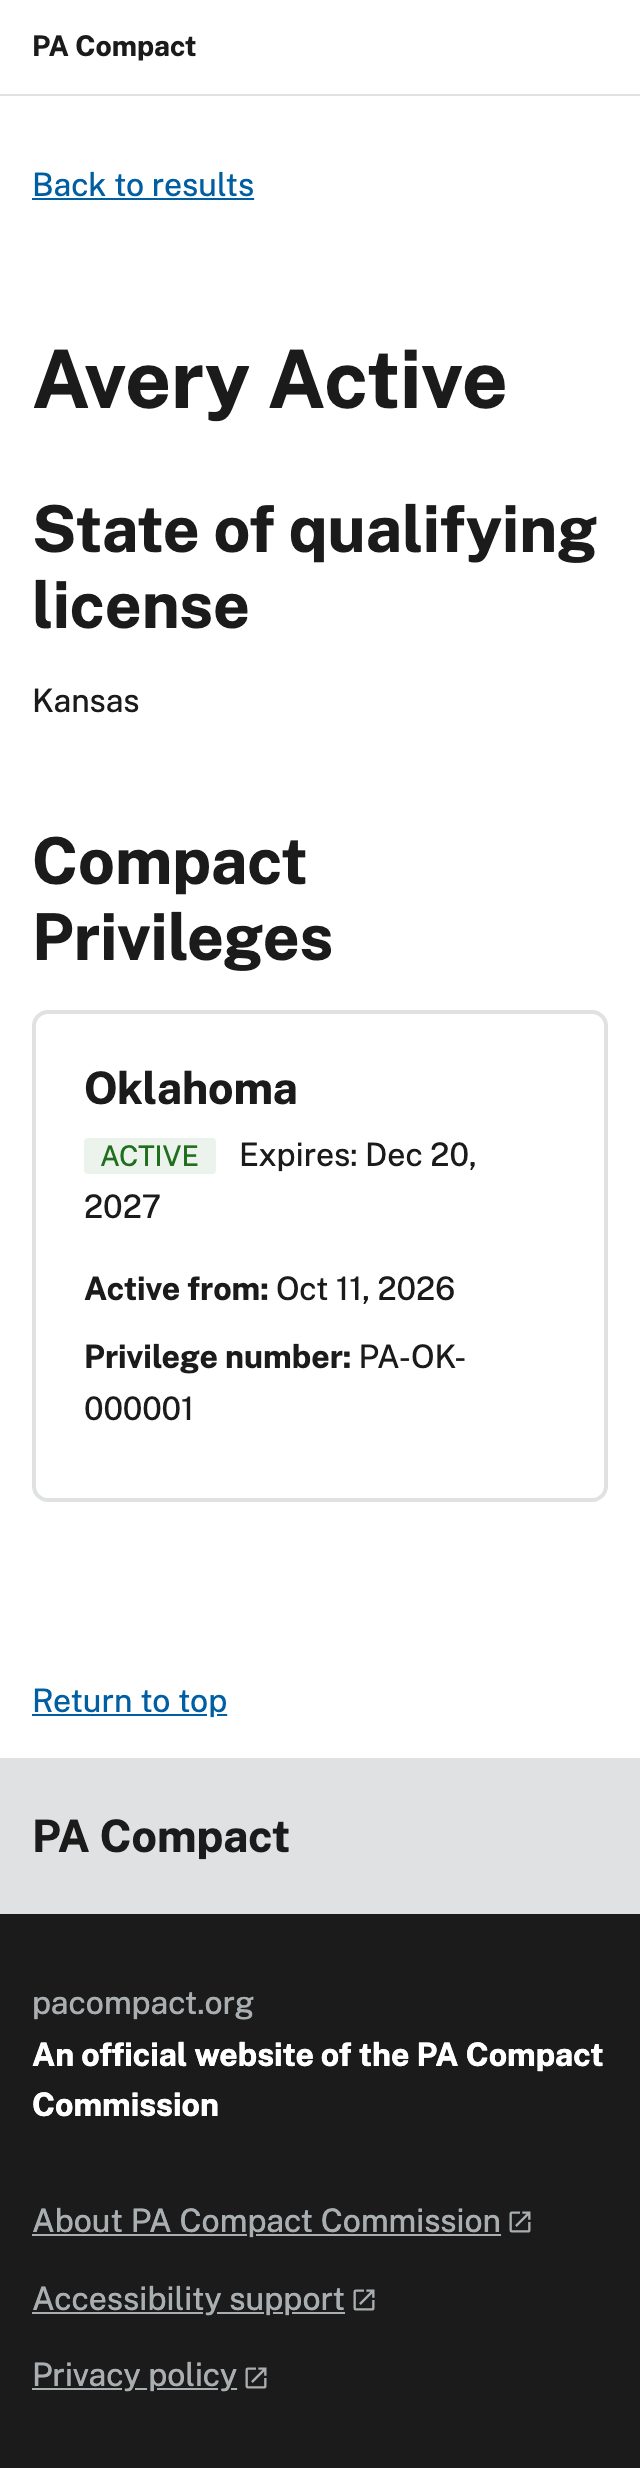 PA Compact
Back to results
Avery Active
State of qualifying
license
Kansas
Compact
Privileges
Oklahoma
ACTIVE Expires: Dec 20,
2027
Active from: Oct 11, 2026
Privilege number: PA-OK-
000001
Return to top
PA Compact
pacompact.org
An official website of the PA Compact
Commission
About PA Compact Commission
Accessibility support
Privacy policy